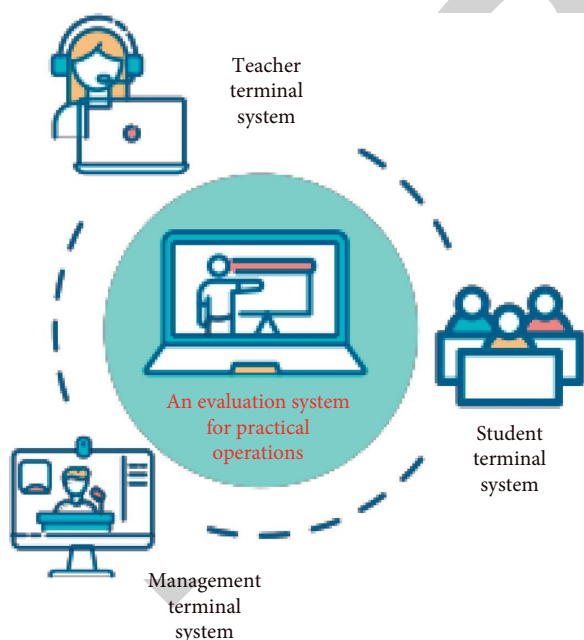 Teacher
terminal
system
An evaluation system
for practical
operations
Student
terminal
system
Management
terminal
system